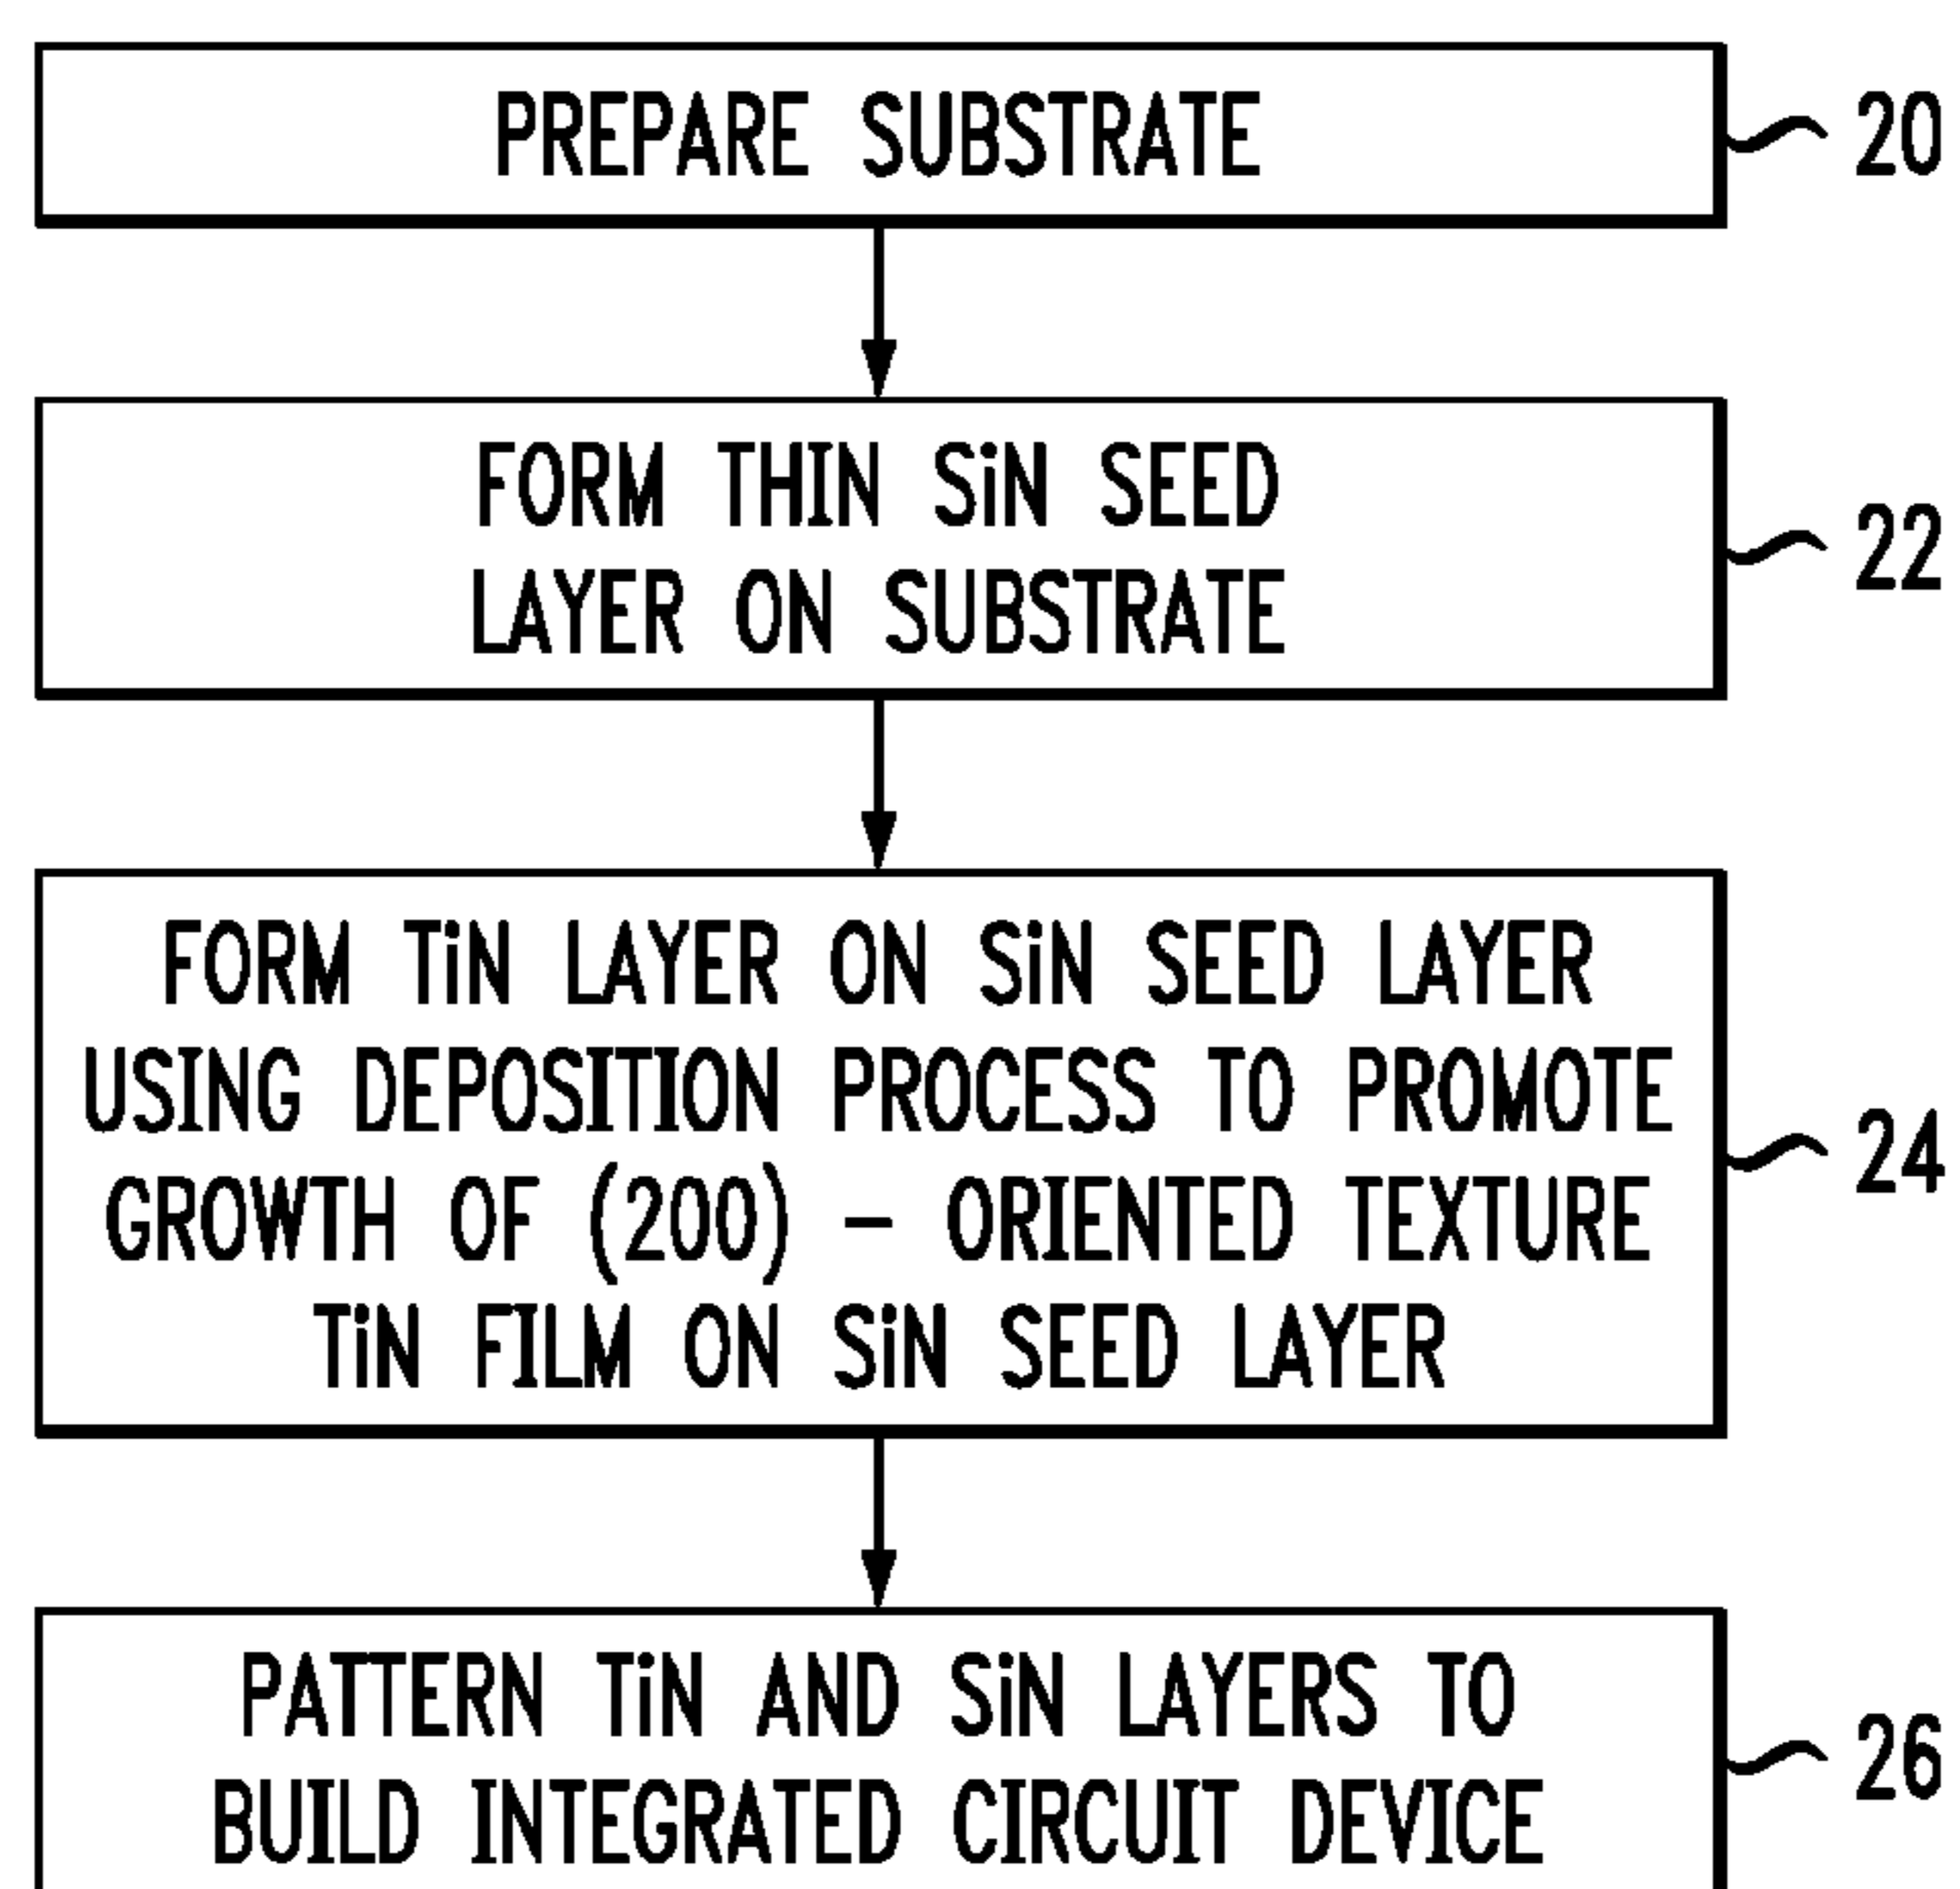 PREPARE SUBSTRATE
20
FORM THIN SiN SEED
LAYER ON SUBSTRATE
22
FORM TiN LAYER ON SiN SEED LAYER
USING DEPOSITION PROCESS TO PROMOTE
GROWTH OF (200) – ORIENTED TEXTURE
TiN FILM ON SiN SEED LAYER
24
PATTERN TiN AND SiN LAYERS TO
BUILD INTEGRATED CIRCUIT DEVICE
26